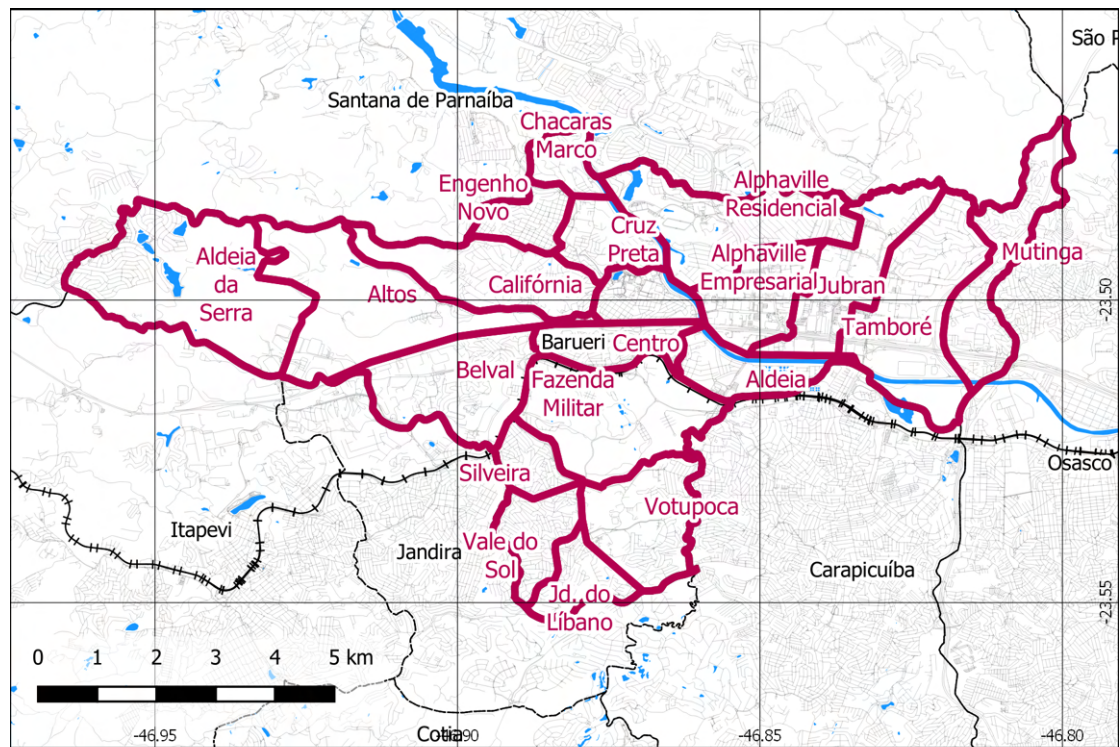 São P
Santana de Parnaíba
Chacaras
Marco
Engenho
Novo
Alphaville
Residencial
Cruz
Preta
Aldeia
da
Serra
Altos
Califórnia
Alphaville
Empresarial
Jubran
Mutinga
-23.50
Tamboré
Barueri
Centro
Belval
Fazenda
Militar
Aldeia
Silveira
Osasco
Votupoca
Itapevi
Jandira
Vale do
Sol
Carapicuíba
Jd. do
Líbano
-23.55
0 1 2 3 4 5 km
Cotia
-46.95 -46.90 -46.85 -46.80